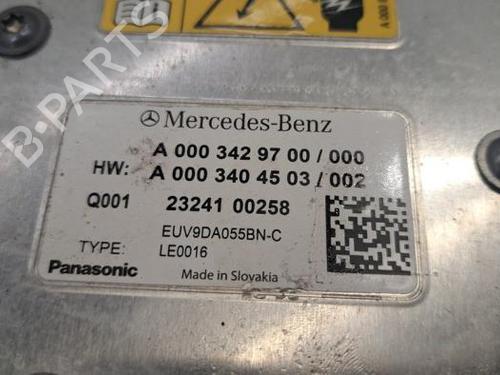 Mercedes-Benz
A 000 342 97 00 / 000
HW: A 000 340 45 03 / 002
Q001 23241 00258
EUV9DA055BN-C
TYPE: LE0016
Panasonic Made in Slovakia
B-PARTS